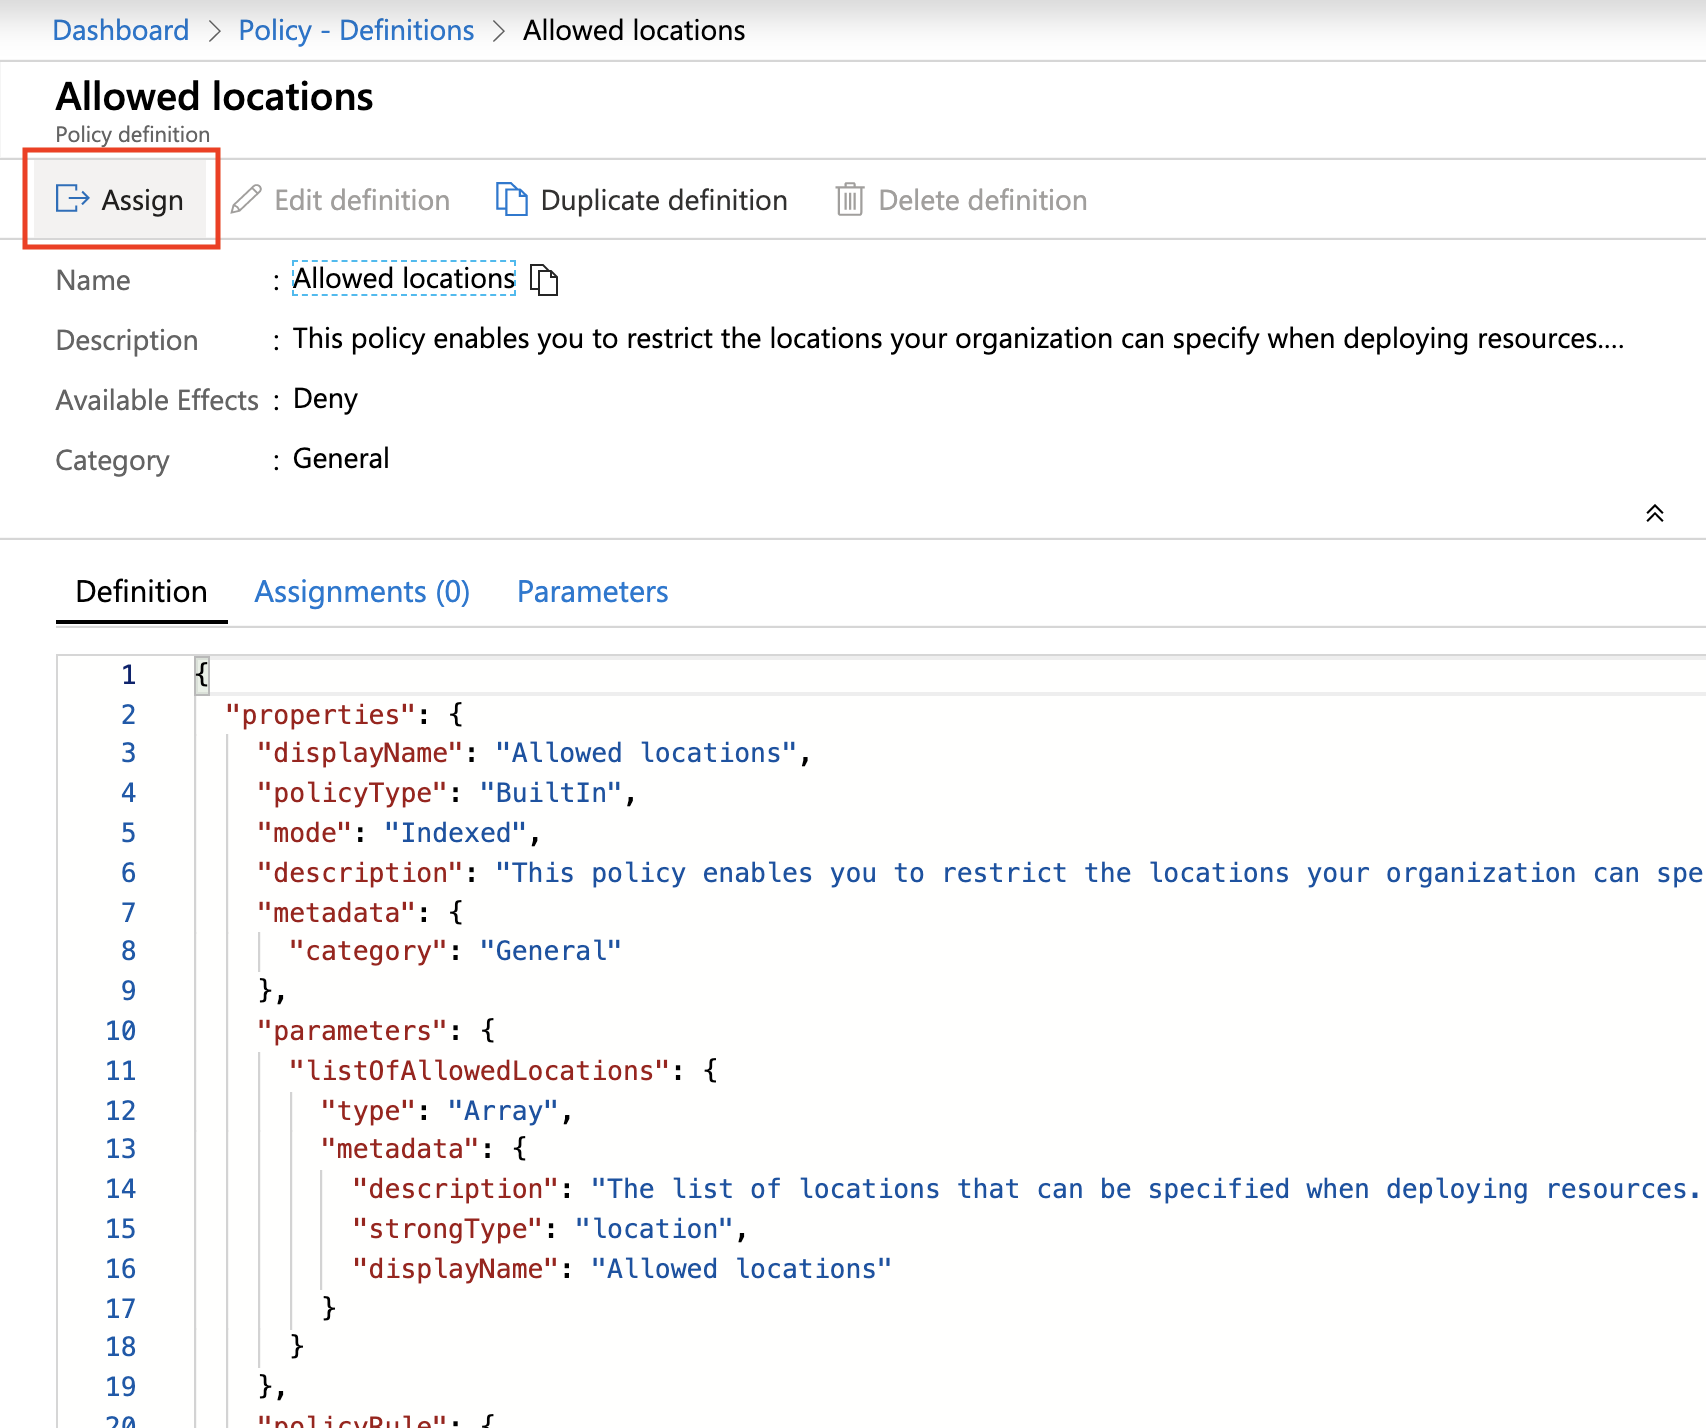 Dashboard > Policy - Definitions > Allowed locations
Allowed locations
Policy definition
Assign Edit definition Duplicate definition Delete definition
Name : Allowed locations
Description : This policy enables you to restrict the locations your organization can specify when deploying resources....
Available Effects : Deny
Category : General
Definition Assignments (0) Parameters
1 {
2 "properties": {
3 "displayName": "Allowed locations",
4 "policyType": "BuiltIn",
5 "mode": "Indexed",
6 "description": "This policy enables you to restrict the locations your organization can spe
7 "metadata": {
8 "category": "General"
9 },
10 "parameters": {
11 "listOfAllowedLocations": {
12 "type": "Array",
13 "metadata": {
14 "description": "The list of locations that can be specified when deploying resources.
15 "strongType": "location",
16 "displayName": "Allowed locations"
17 }
18 }
19 },
20 "policyRule": {